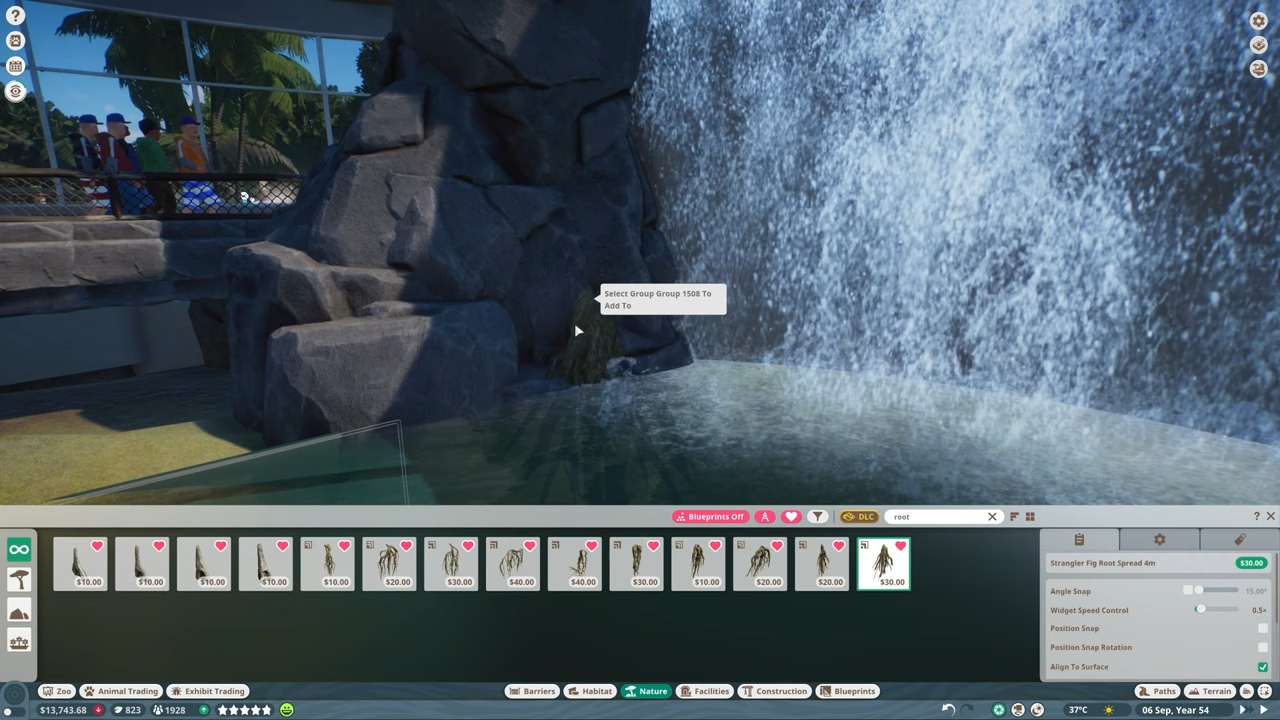 Select Group Group 1508 To
Add To
Blueprints Off
DLC
root
$10.00
$10.00
$10.00
$10.00
$10.00
$20.00
$30.00
$40.00
$40.00
$30.00
$10.00
$20.00
$20.00
$30.00
Strangler Fig Root Spread 4m
$30.00
Angle Snap
15.00°
Widget Speed Control
0.5×
Position Snap
Position Snap Rotation
Align To Surface
Zoo
Animal Trading
Exhibit Trading
Barriers
Habitat
Nature
Facilities
Construction
Blueprints
Paths
Terrain
$13,743.68
823
1928
37°C
06 Sep, Year 54